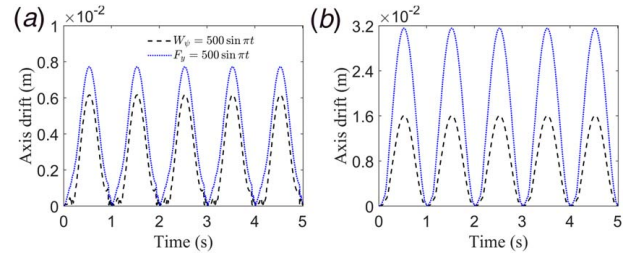 (a)
×10⁻²
1
0.8
0.6
0.4
0.2
0
Axis drift (m)
W_ψ = 500 sin πt
F_y = 500 sin πt
0 1 2 3 4 5
Time (s)
(b)
×10⁻²
3.2
2.4
1.6
0.8
0
Axis drift (m)
0 1 2 3 4 5
Time (s)